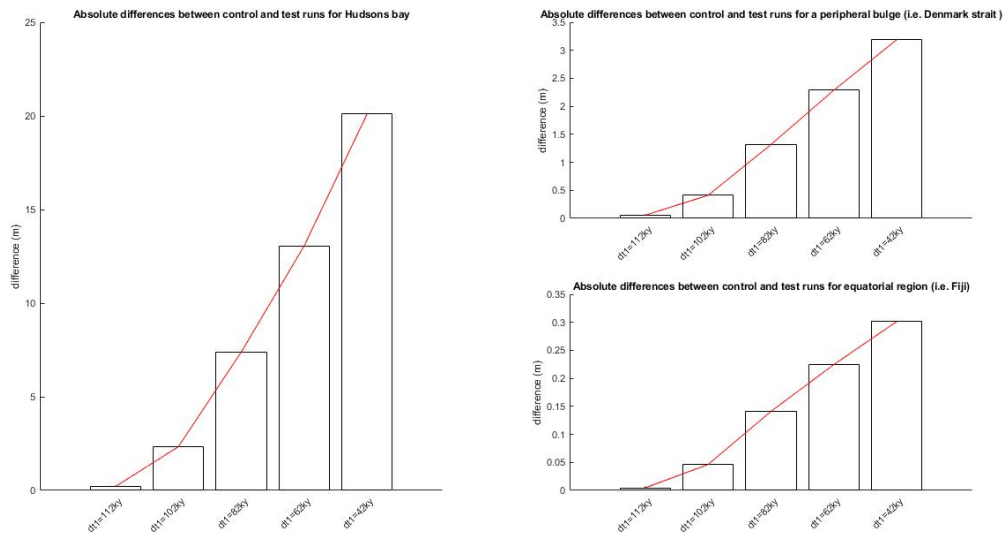 Absolute differences between control and test runs for Hudsons bay
25
20
15
10
5
0
difference (m)
dt1=112ky
dt1=102ky
dt1=82ky
dt1=62ky
dt1=42ky
Absolute differences between control and test runs for a peripheral bulge (i.e. Denmark strait )
3.5
3
2.5
2
1.5
1
0.5
0
difference (m)
dt1=112ky
dt1=102ky
dt1=82ky
dt1=62ky
dt1=42ky
Absolute differences between control and test runs for equatorial region (i.e. Fiji)
0.35
0.3
0.25
0.2
0.15
0.1
0.05
0
difference (m)
dt1=112ky
dt1=102ky
dt1=82ky
dt1=62ky
dt1=42ky